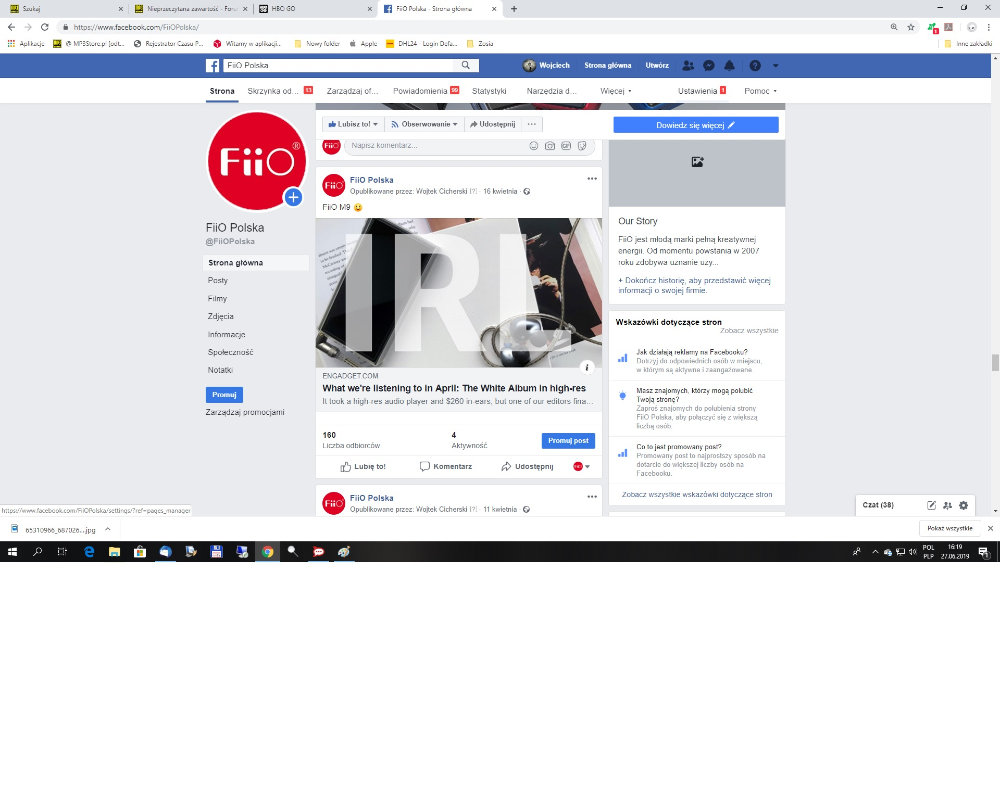 Szukaj
Nieprzeczytana zawartość - Foru
HBO GO
FiiO Polska - Strona główna
https://www.facebook.com/FiiOPolska/
1
Aplikacje
@ MP3Store.pl [odt...
Rejestrator Czasu P...
Witamy w aplikacji...
Nowy folder
Apple
DHL24 - Login Defa...
Zosia
Inne zakładki
FiiO Polska
Wojciech
Strona główna
Utwórz
Strona
Skrzynka od... 13
Zarządzaj of...
Powiadomienia 99
Statystyki
Narzędzia d...
Więcej
Ustawienia 1
Pomoc
FiiO®
FiiO Polska
@FiiOPolska
Strona główna
Posty
Filmy
Zdjęcia
Informacje
Społeczność
Notatki
Promuj
Zarządzaj promocjami
Lubisz to!
Obserwowanie
Udostępnij
Dowiedz się więcej
FiiO
Napisz komentarz...
GIF
FiiO
FiiO Polska
Opublikowane przez: Wojtek Cicherski [?] · 16 kwietnia ·
FiiO M9
IRL
ENGADGET.COM
What we're listening to in April: The White Album in high-res
It took a high-res audio player and $260 in-ears, but one of our editors fina...
160
Liczba odbiorców
4
Aktywność
Promuj post
Lubię to!
Komentarz
Udostępnij
FiiO
FiiO Polska
Opublikowane przez: Wojtek Cicherski [?] · 11 kwietnia ·
Our Story
FiiO jest młodą marki pełną kreatywnej
energii. Od momentu powstania w 2007
roku zdobywa uznanie uży...
+ Dokończ historię, aby przedstawić więcej
informacji o swojej firmie.
Wskazówki dotyczące stron
Zobacz wszystkie
Jak działają reklamy na Facebooku?
Dotrzyj do odpowiednich osób w miejscu,
w którym są aktywne i zaangażowane.
Masz znajomych, którzy mogą polubić
Twoją stronę?
Zaproś znajomych do polubienia strony
FiiO Polska, aby połączyć się z większą
liczbą osób.
Co to jest promowany post?
Promowany post to najprostszy sposób na
dotarcie do większej liczby osób na
Facebooku.
Zobacz wszystkie wskazówki dotyczące stron
Czat (38)
https://www.facebook.com/FiiOPolska/settings/?ref=pages_manager
65310966_687026....jpg
Pokaż wszystkie
POL
PLP
16:19
27.06.2019
1